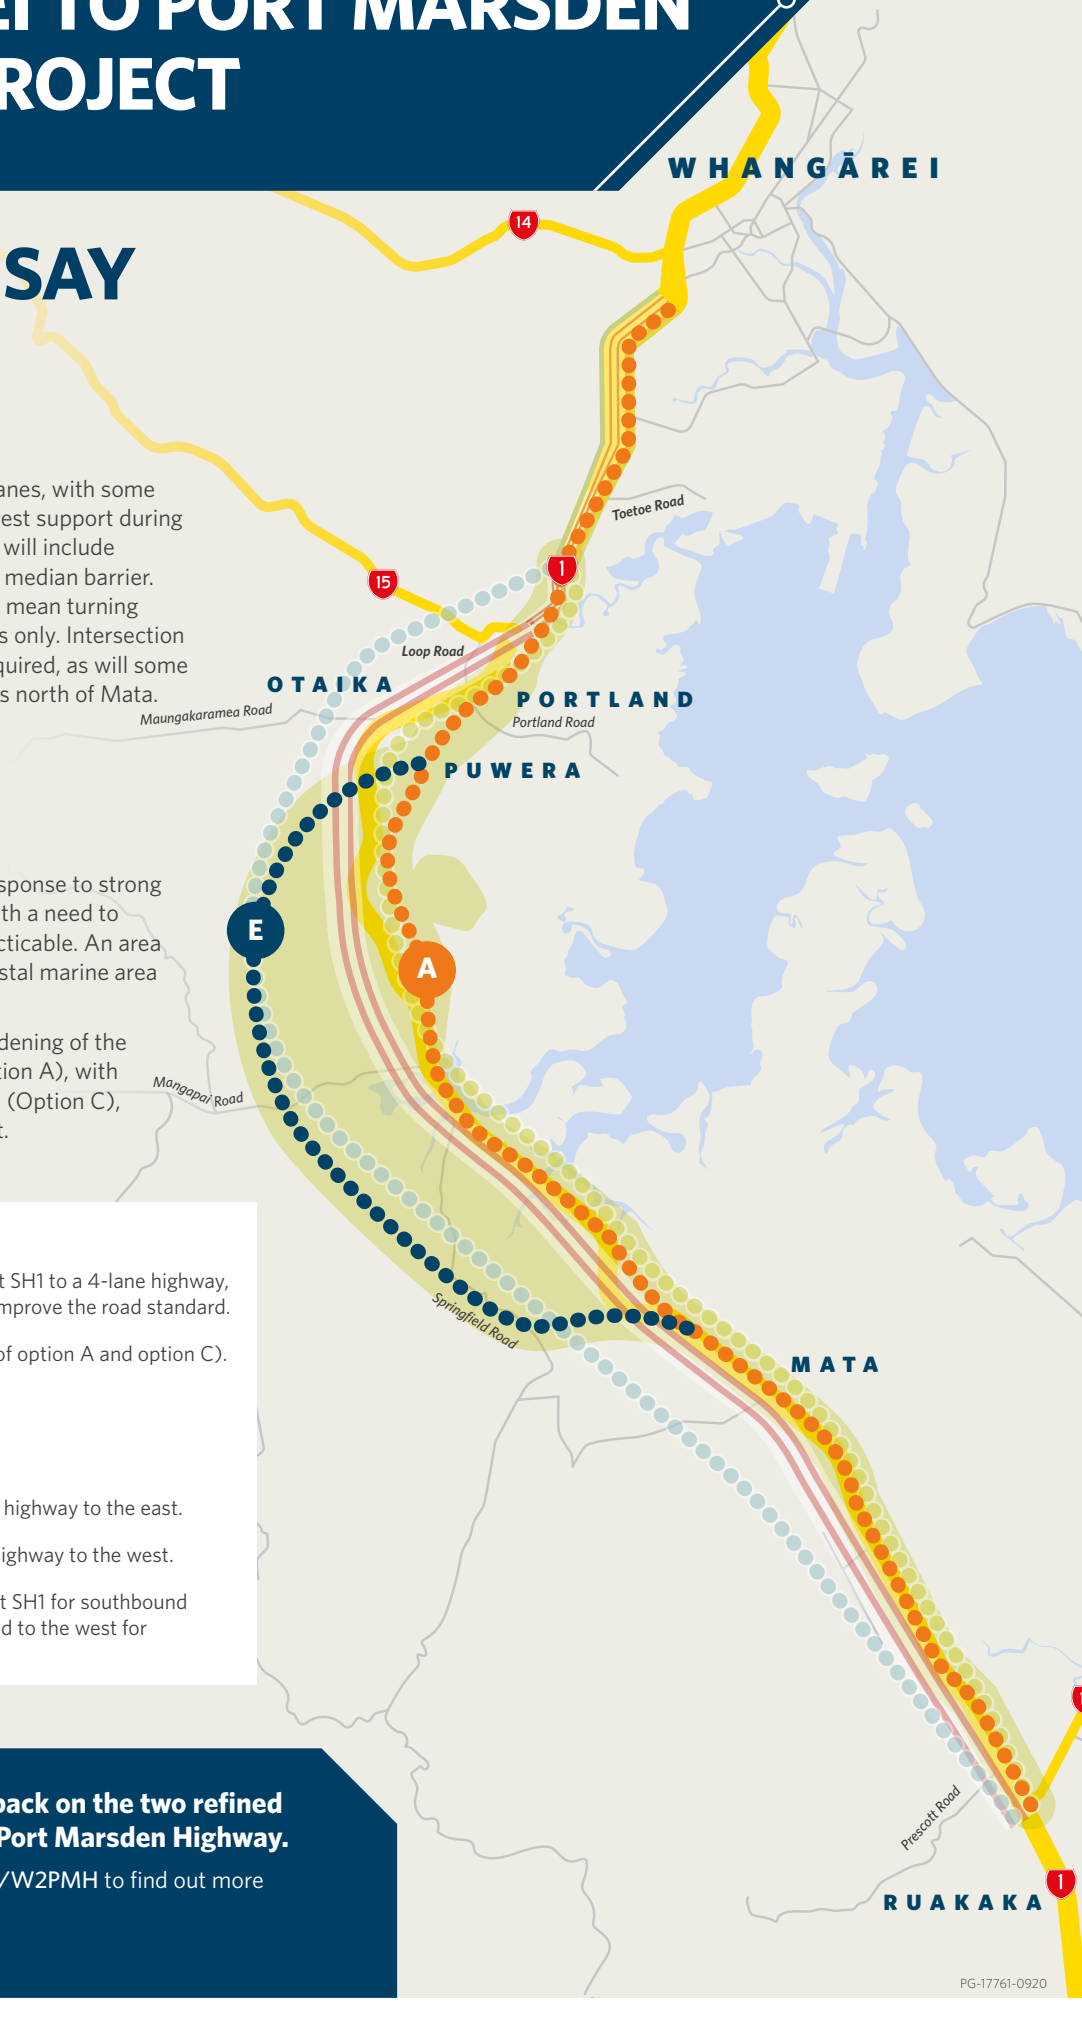 EI TO PORT MARSDEN
ROJECT
WHANGĀREI
14
SAY
anes, with some
est support during
will include
median barrier.
mean turning
s only. Intersection
quired, as will some
s north of Mata.
Toetoe Road
1
15
Loop Road
OTAIKA
PORTLAND
Maungakaramea Road
Portland Road
PUWERA
sponse to strong
th a need to
cticable. An area
stal marine area
E
A
dening of the
tion A), with
(Option C),
t.
Mangapai Road
t SH1 to a 4-lane highway,
mprove the road standard.
of option A and option C).
Springfield Road
MATA
highway to the east.
ighway to the west.
t SH1 for southbound
d to the west for
back on the two refined
Port Marsden Highway.
/W2PMH to find out more
Prescott Road
1
RUAKAKA
PG-17761-0920